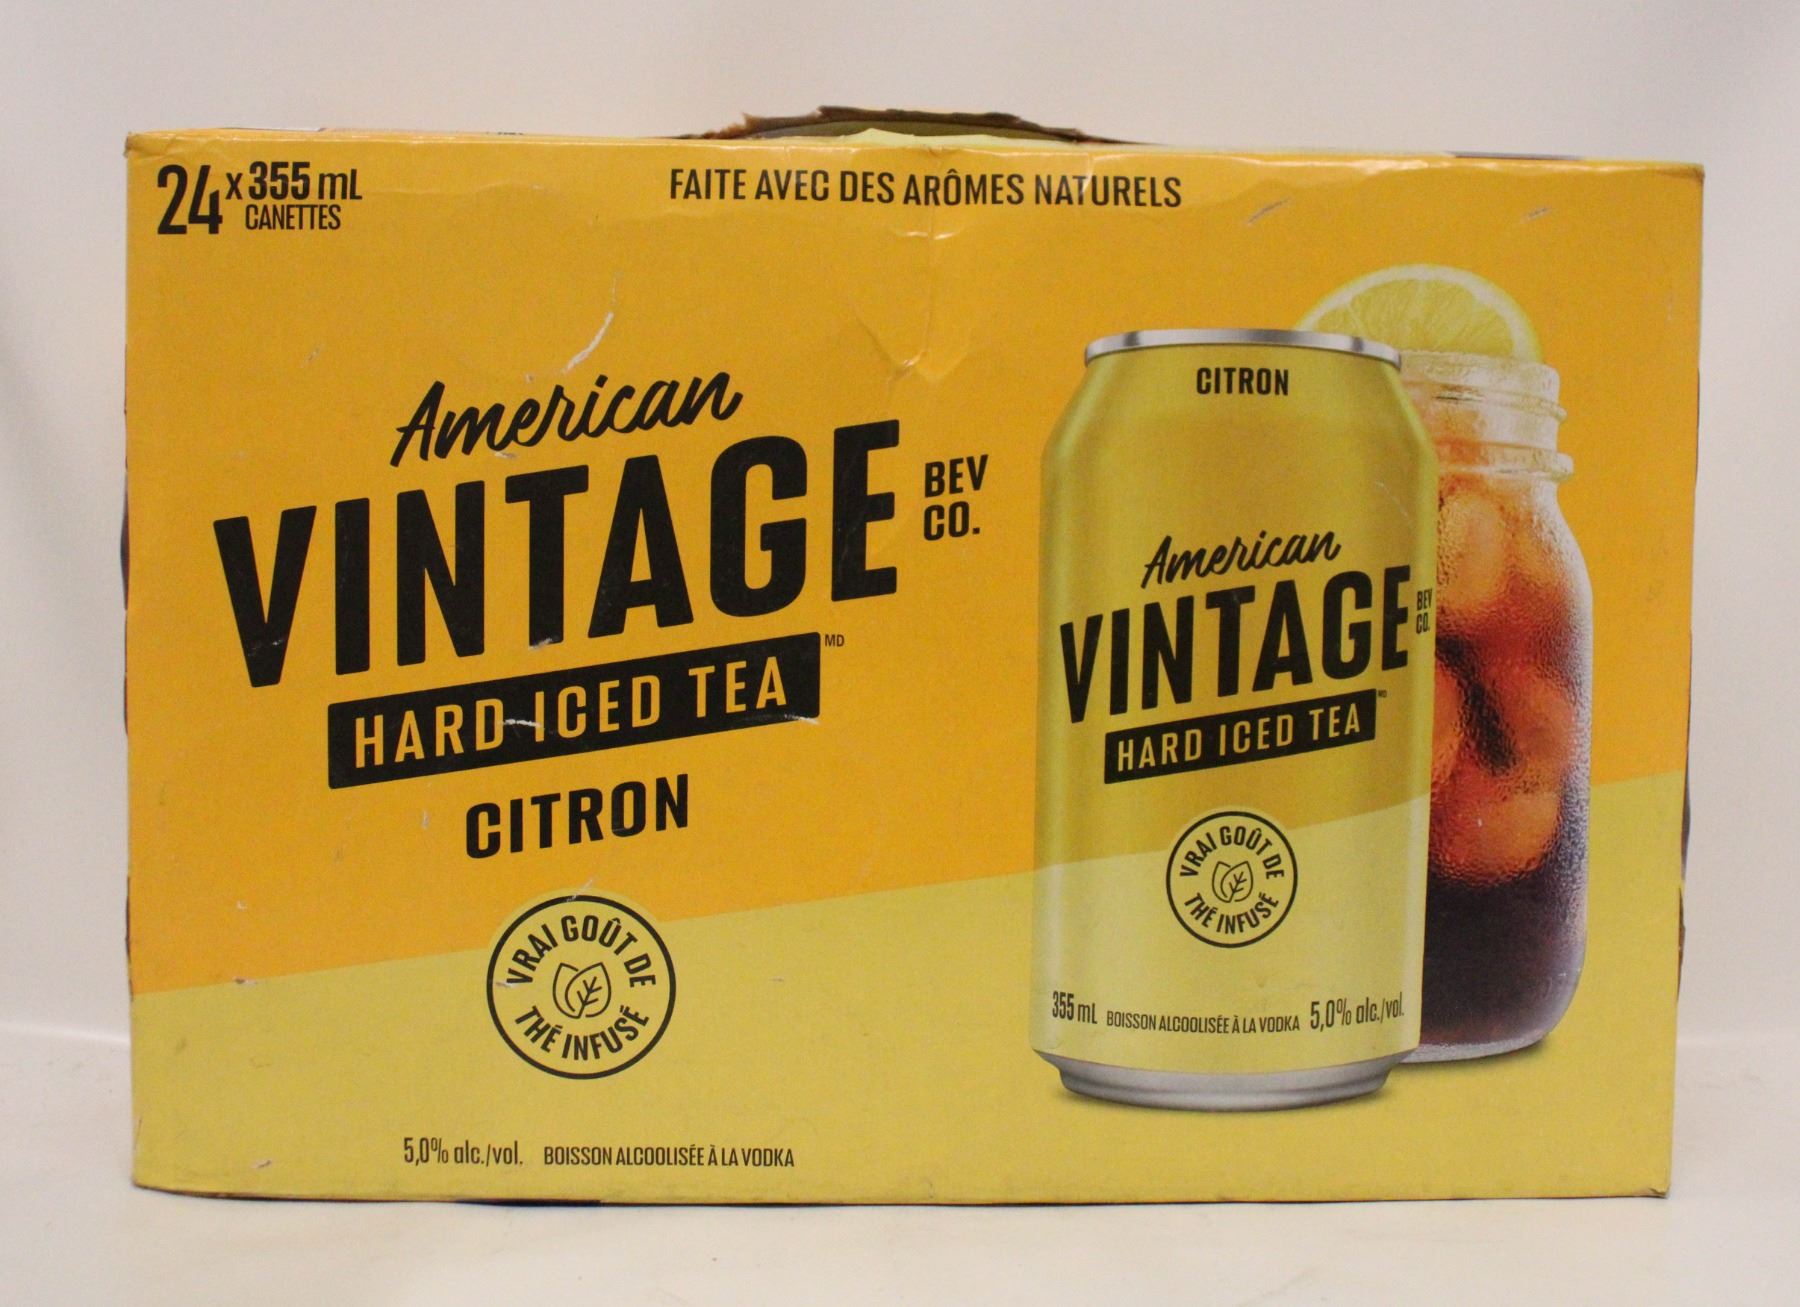 24 x 355 mL
CANETTES
FAITE AVEC DES ARÔMES NATURELS
American
VINTAGE
BEV
CO.
HARD ICED TEA MD
CITRON
VRAI GOÛT DE
THÉ INFUSÉ
5,0% alc./vol. BOISSON ALCOOLISÉE À LA VODKA
CITRON
American
VINTAGE
BEV
CO.
HARD ICED TEA MD
VRAI GOÛT DE
THÉ INFUSÉ
355 mL BOISSON ALCOOLISÉE À LA VODKA 5,0% alc./vol.